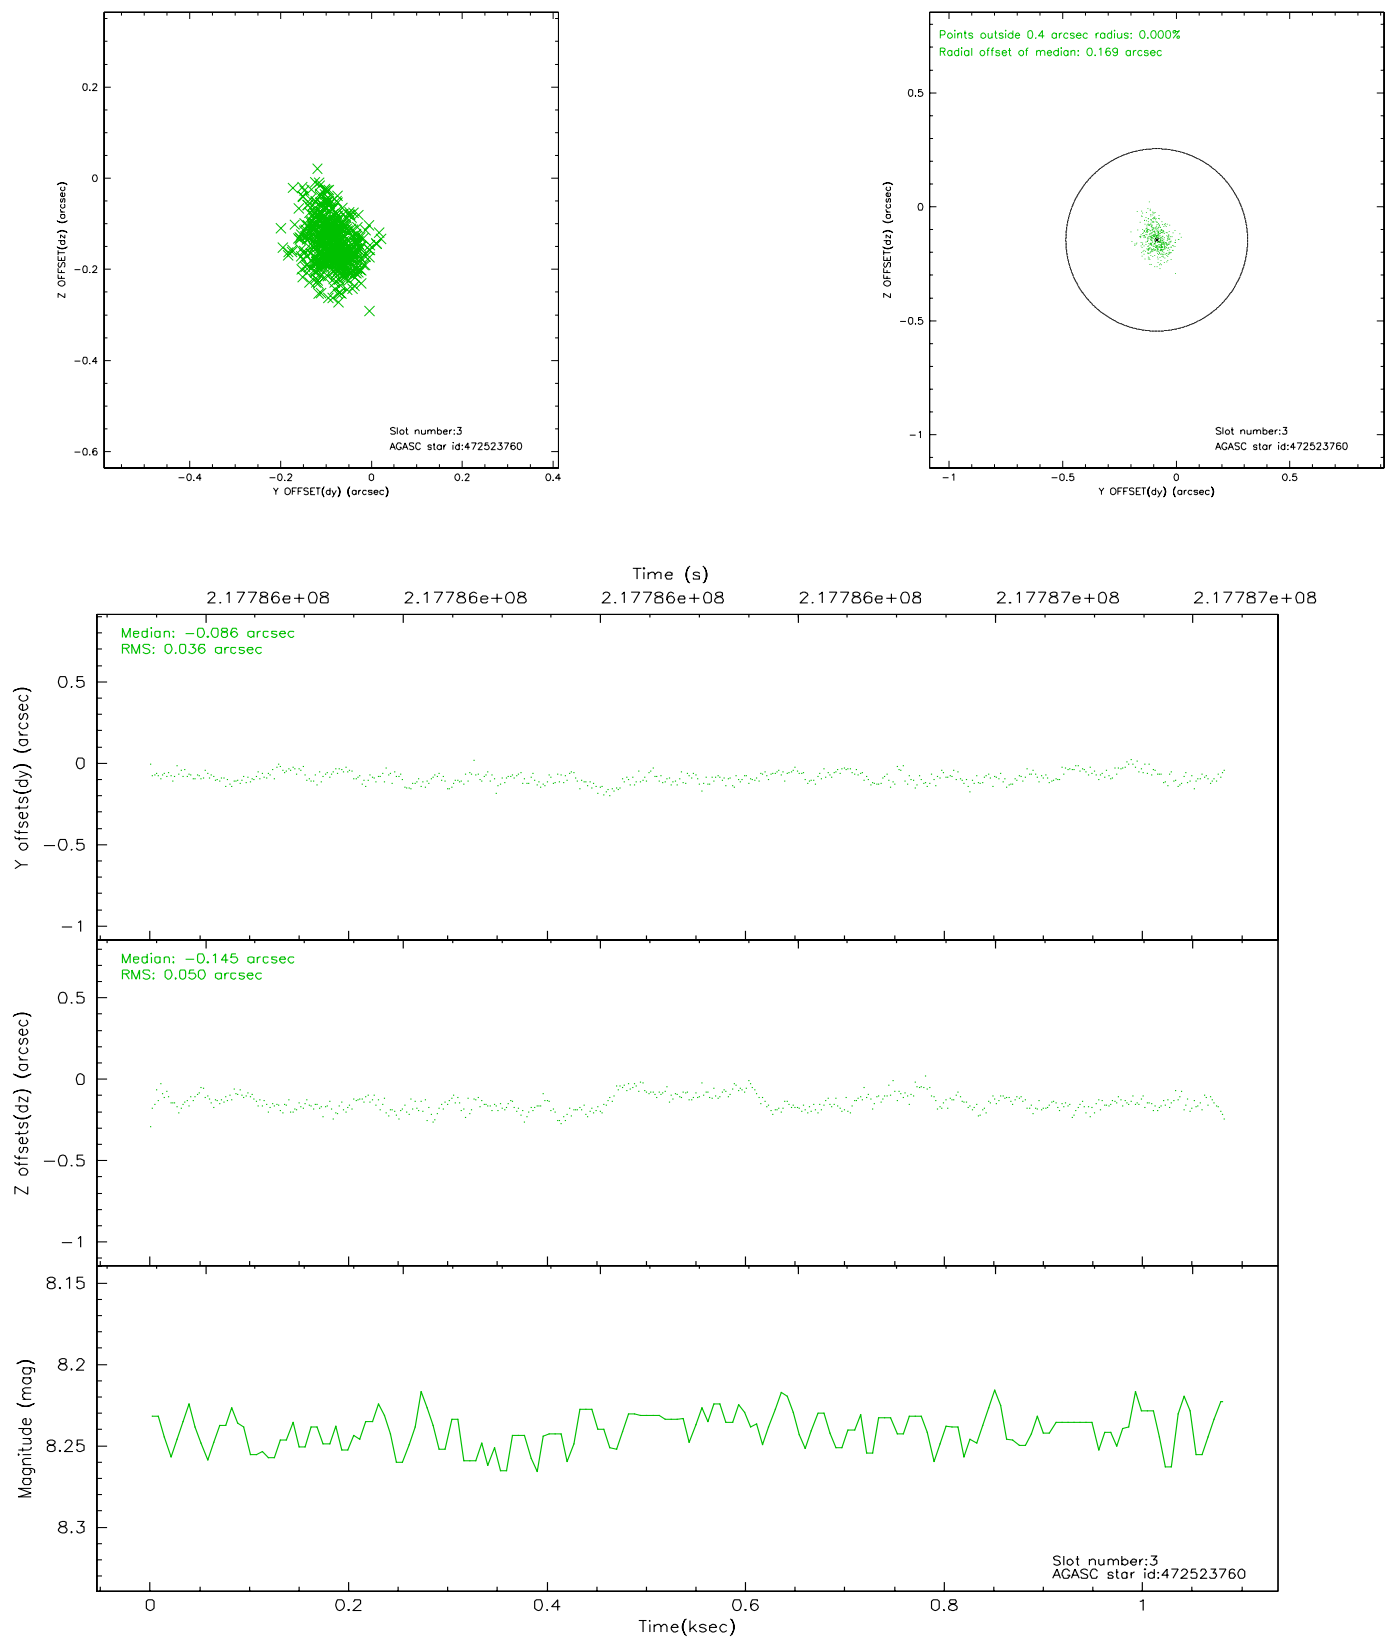 0.2
0
-0.2
-0.4
-0.6
Z OFFSET(dz) (arcsec)
Slot number:3
AGASC star id:472523760
-0.4 -0.2 0 0.2 0.4
Y OFFSET(dy) (arcsec)
Points outside 0.4 arcsec radius: 0.000%
Radial offset of median: 0.169 arcsec
0.5
0
-0.5
-1
Z OFFSET(dz) (arcsec)
Slot number:3
AGASC star id:472523760
-1 -0.5 0 0.5
Y OFFSET(dy) (arcsec)
Time (s)
2.17786e+08 2.17786e+08 2.17786e+08 2.17786e+08 2.17787e+08 2.17787e+08
Median: -0.086 arcsec
RMS: 0.036 arcsec
0.5
0
-0.5
-1
Y offsets(dy) (arcsec)
Median: -0.145 arcsec
RMS: 0.050 arcsec
0.5
0
-0.5
-1
Z offsets(dz) (arcsec)
8.15
8.2
8.25
8.3
Magnitude (mag)
Slot number:3
AGASC star id:472523760
0 0.2 0.4 0.6 0.8 1
Time(ksec)